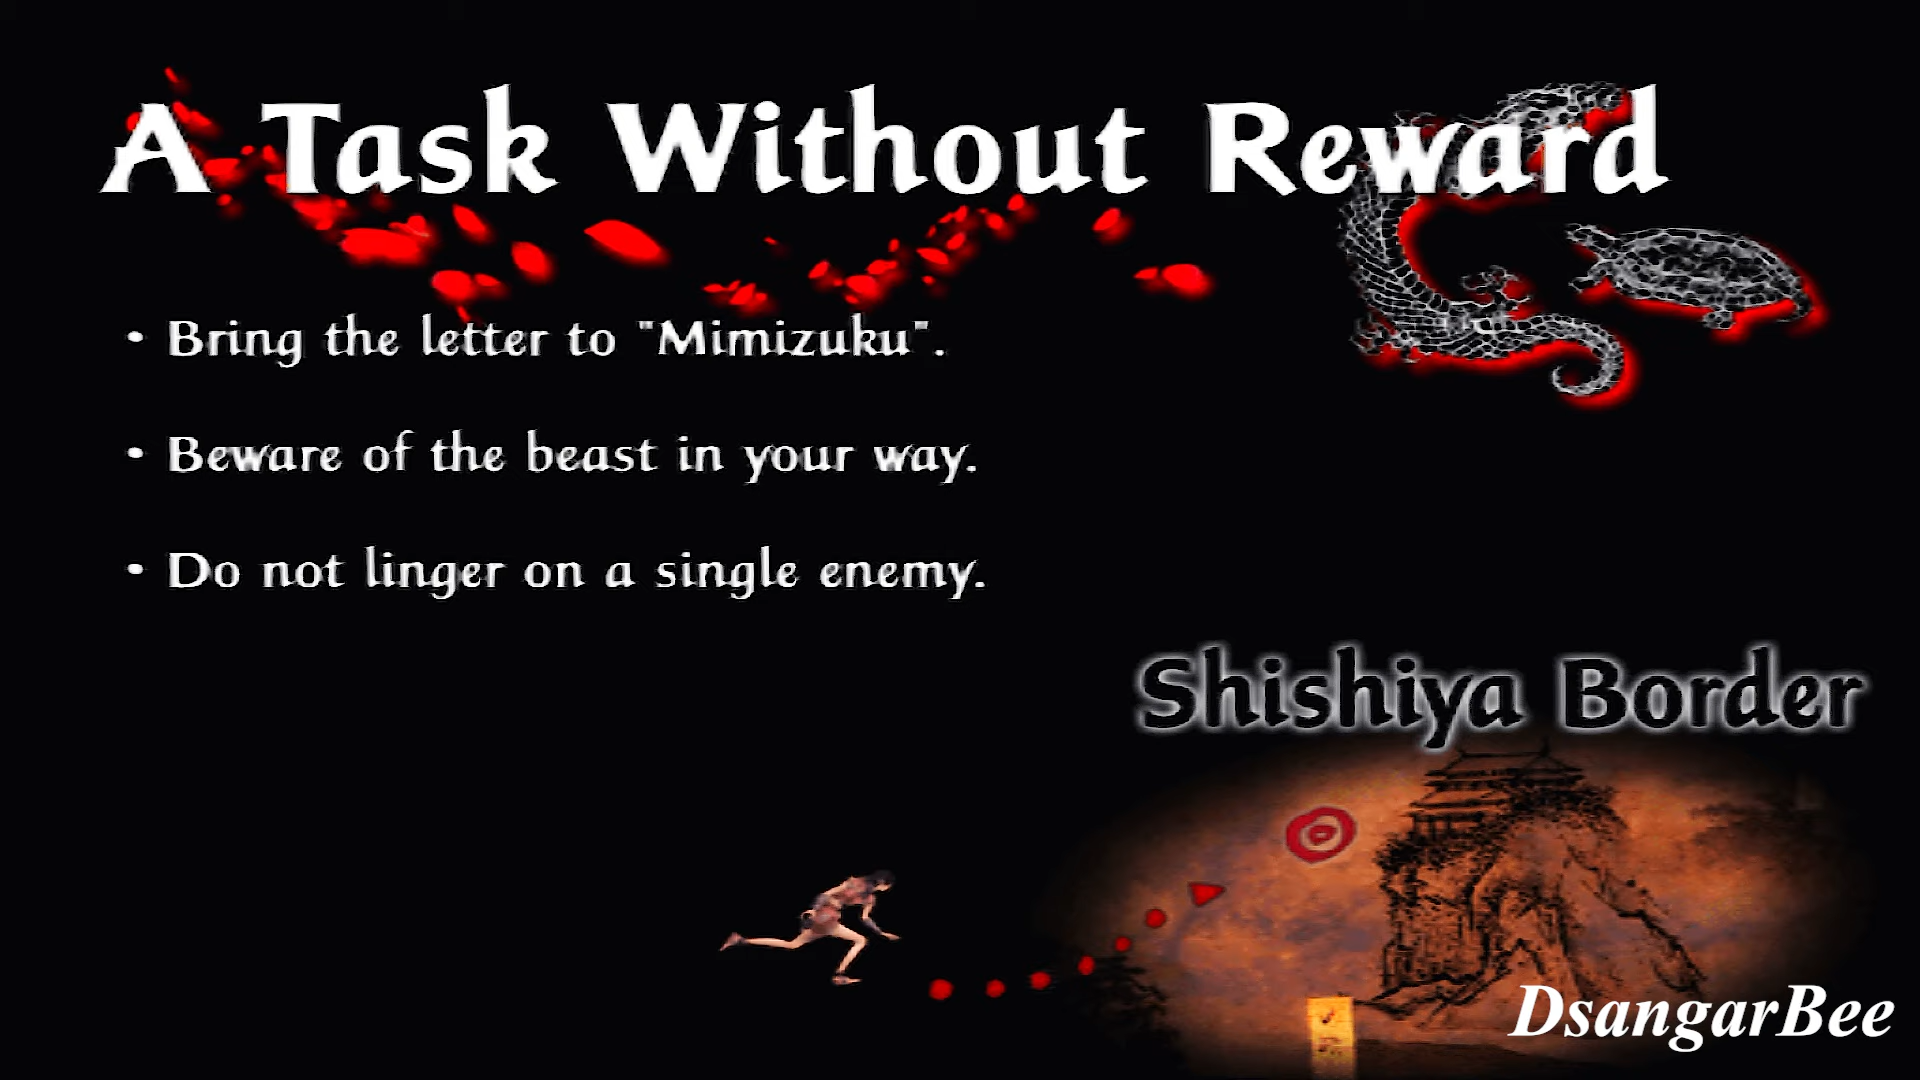 A Task Without Reward
• Bring the letter to "Mimizuku".
• Beware of the beast in your way.
• Do not linger on a single enemy.
Shishiya Border
DsangarBee